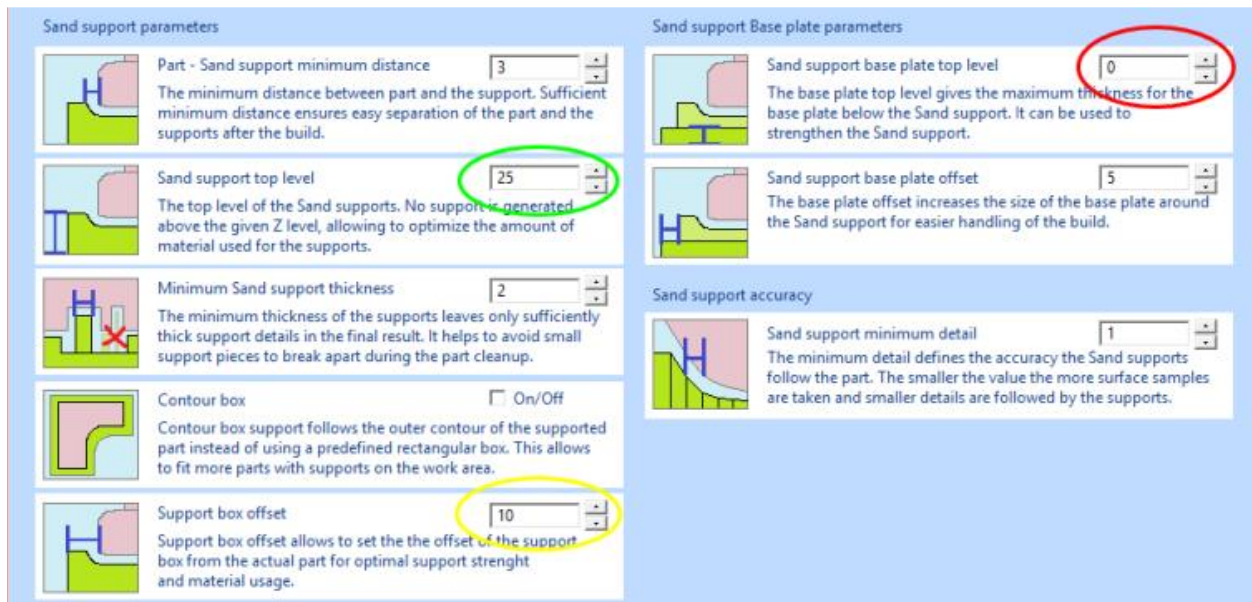 Sand support parameters
Part - Sand support minimum distance 3
The minimum distance between part and the support. Sufficient
minimum distance ensures easy separation of the part and the
supports after the build.
Sand support top level 25
The top level of the Sand supports. No support is generated
above the given Z level, allowing to optimize the amount of
material used for the supports.
Minimum Sand support thickness 2
The minimum thickness of the supports leaves only sufficiently
thick support details in the final result. It helps to avoid small
support pieces to break apart during the part cleanup.
Contour box On/Off
Contour box support follows the outer contour of the supported
part instead of using a predefined rectangular box. This allows
to fit more parts with supports on the work area.
Support box offset 10
Support box offset allows to set the the offset of the support
box from the actual part for optimal support strenght
and material usage.
Sand support Base plate parameters
Sand support base plate top level 0
The base plate top level gives the maximum thickness for the
base plate below the Sand support. It can be used to
strengthen the Sand support.
Sand support base plate offset 5
The base plate offset increases the size of the base plate around
the Sand support for easier handling of the build.
Sand support accuracy
Sand support minimum detail 1
The minimum detail defines the accuracy the Sand supports
follow the part. The smaller the value the more surface samples
are taken and smaller details are followed by the supports.